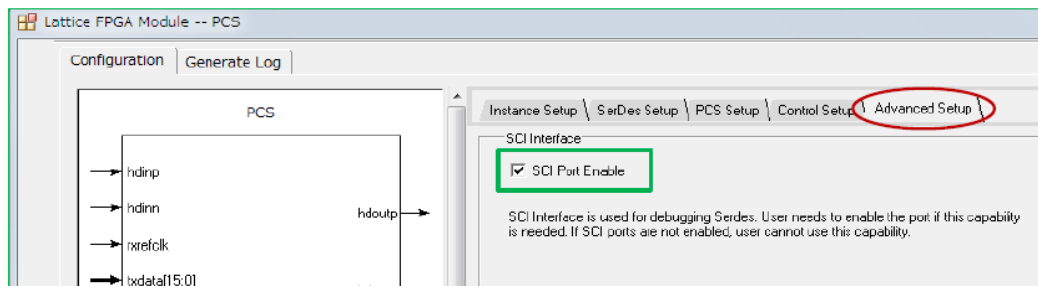 Lattice FPGA Module -- PCS
Configuration Generate Log
PCS
hdinp
hdinn
hdoutp
rxrefclk
txdata[15:0]
Instance Setup SerDes Setup PCS Setup Control Setup Advanced Setup
SCI Interface
SCI Port Enable
SCI Interface is used for debugging Serdes. User needs to enable the port if this capability
is needed. If SCI ports are not enabled, user cannot use this capability.